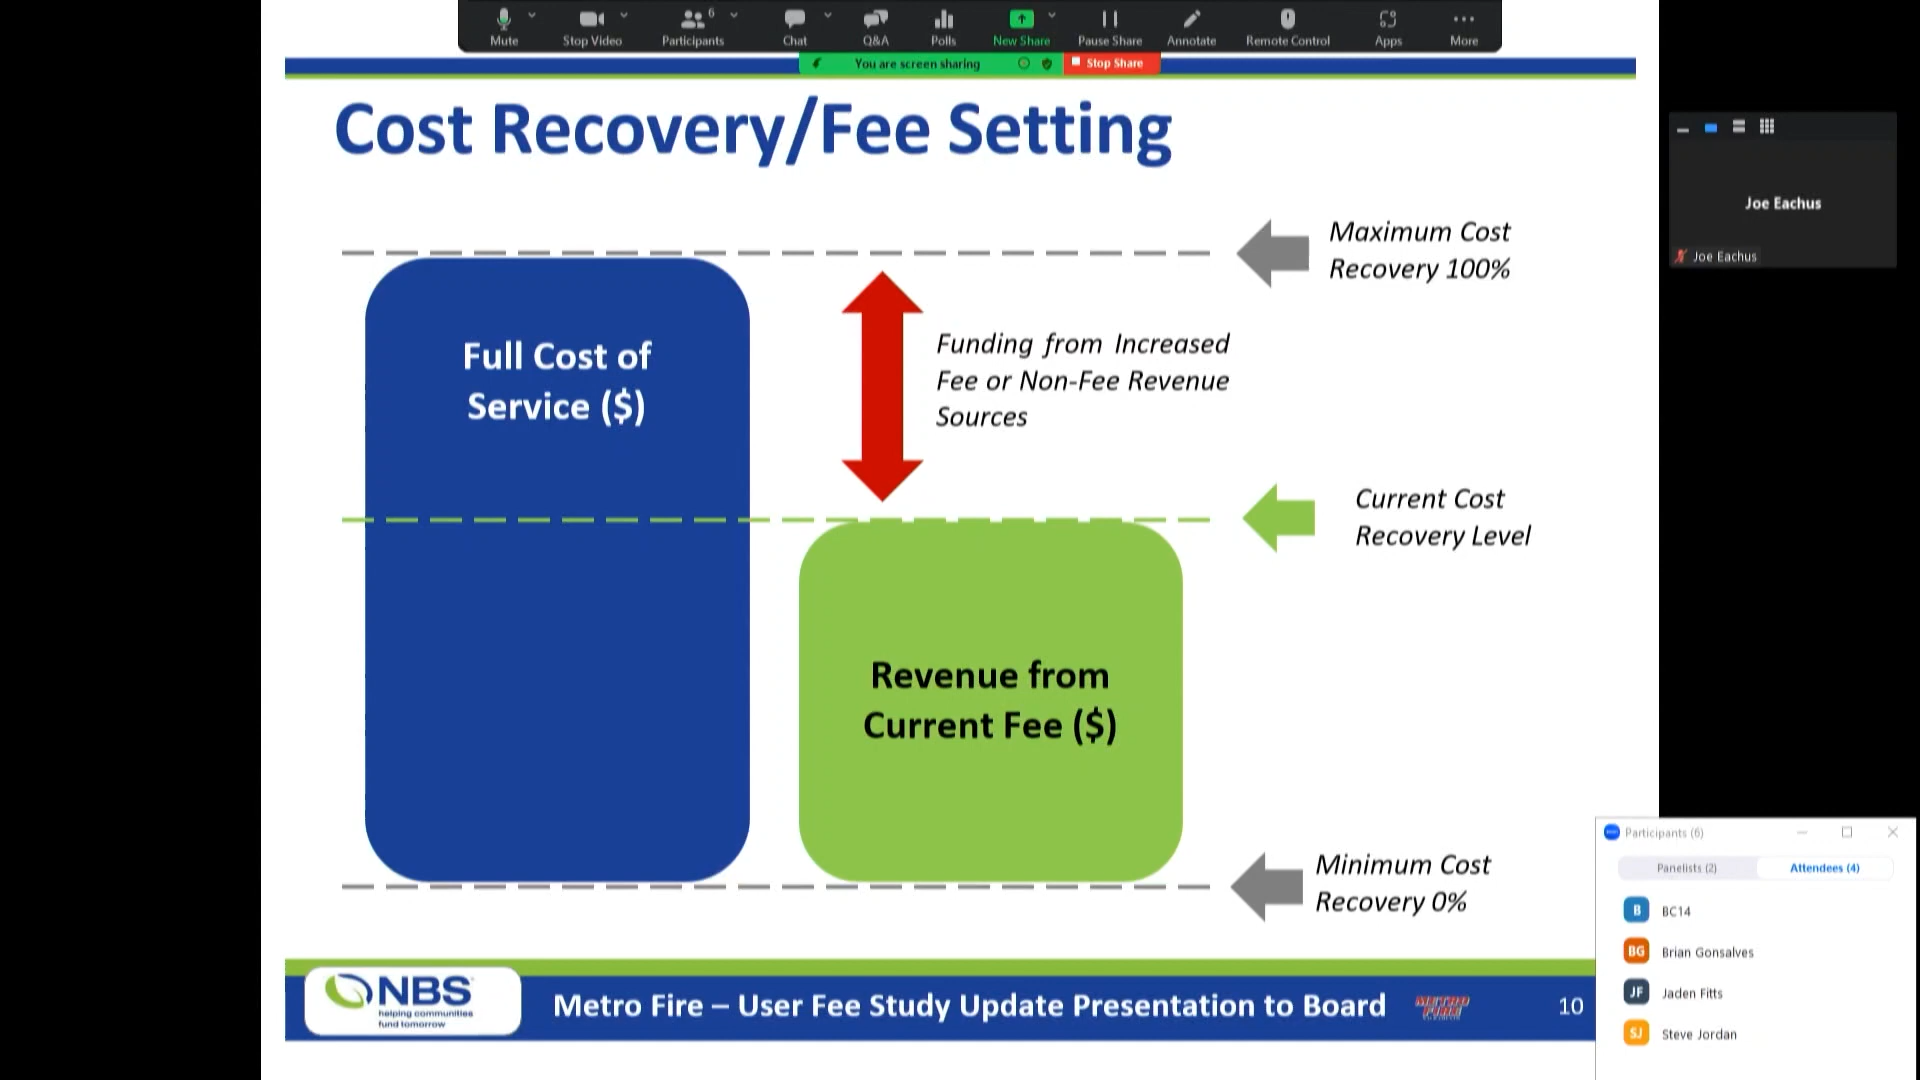 6
Mute
Stop Video
Participants
Chat
Q&A
Polls
New Share
Pause Share
Annotate
Remote Control
Apps
More
You are screen sharing
Stop Share
Cost Recovery/Fee Setting
Maximum Cost
Recovery 100%
Full Cost of
Service ($)
Funding from Increased
Fee or Non-Fee Revenue
Sources
Current Cost
Recovery Level
Revenue from
Current Fee ($)
Minimum Cost
Recovery 0%
NBS
helping communities
fund tomorrow
Metro Fire – User Fee Study Update Presentation to Board
METRO
FIRE
10
Joe Eachus
Joe Eachus
Participants (6)
Panelists (2)
Attendees (4)
B BC14
BG Brian Gonsalves
JF Jaden Fitts
SJ Steve Jordan